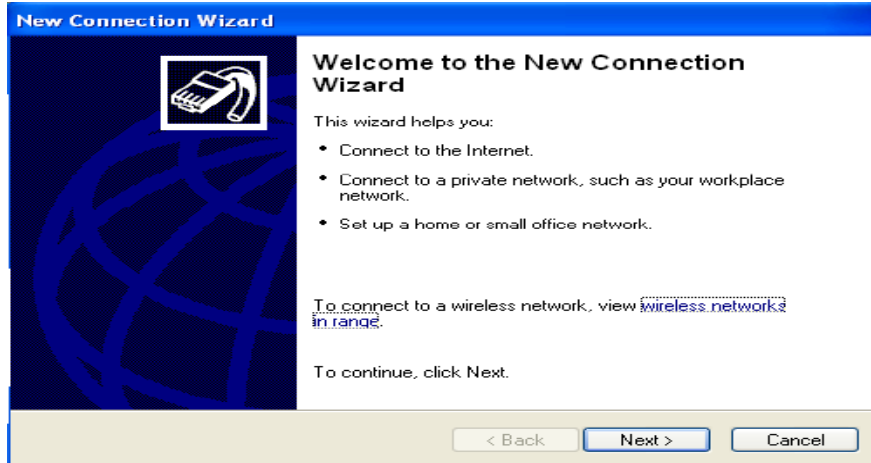 New Connection Wizard
Welcome to the New Connection
Wizard
This wizard helps you:
• Connect to the Internet.
• Connect to a private network, such as your workplace
network.
• Set up a home or small office network.
To connect to a wireless network, view wireless networks
in range.
To continue, click Next.
< Back Next > Cancel